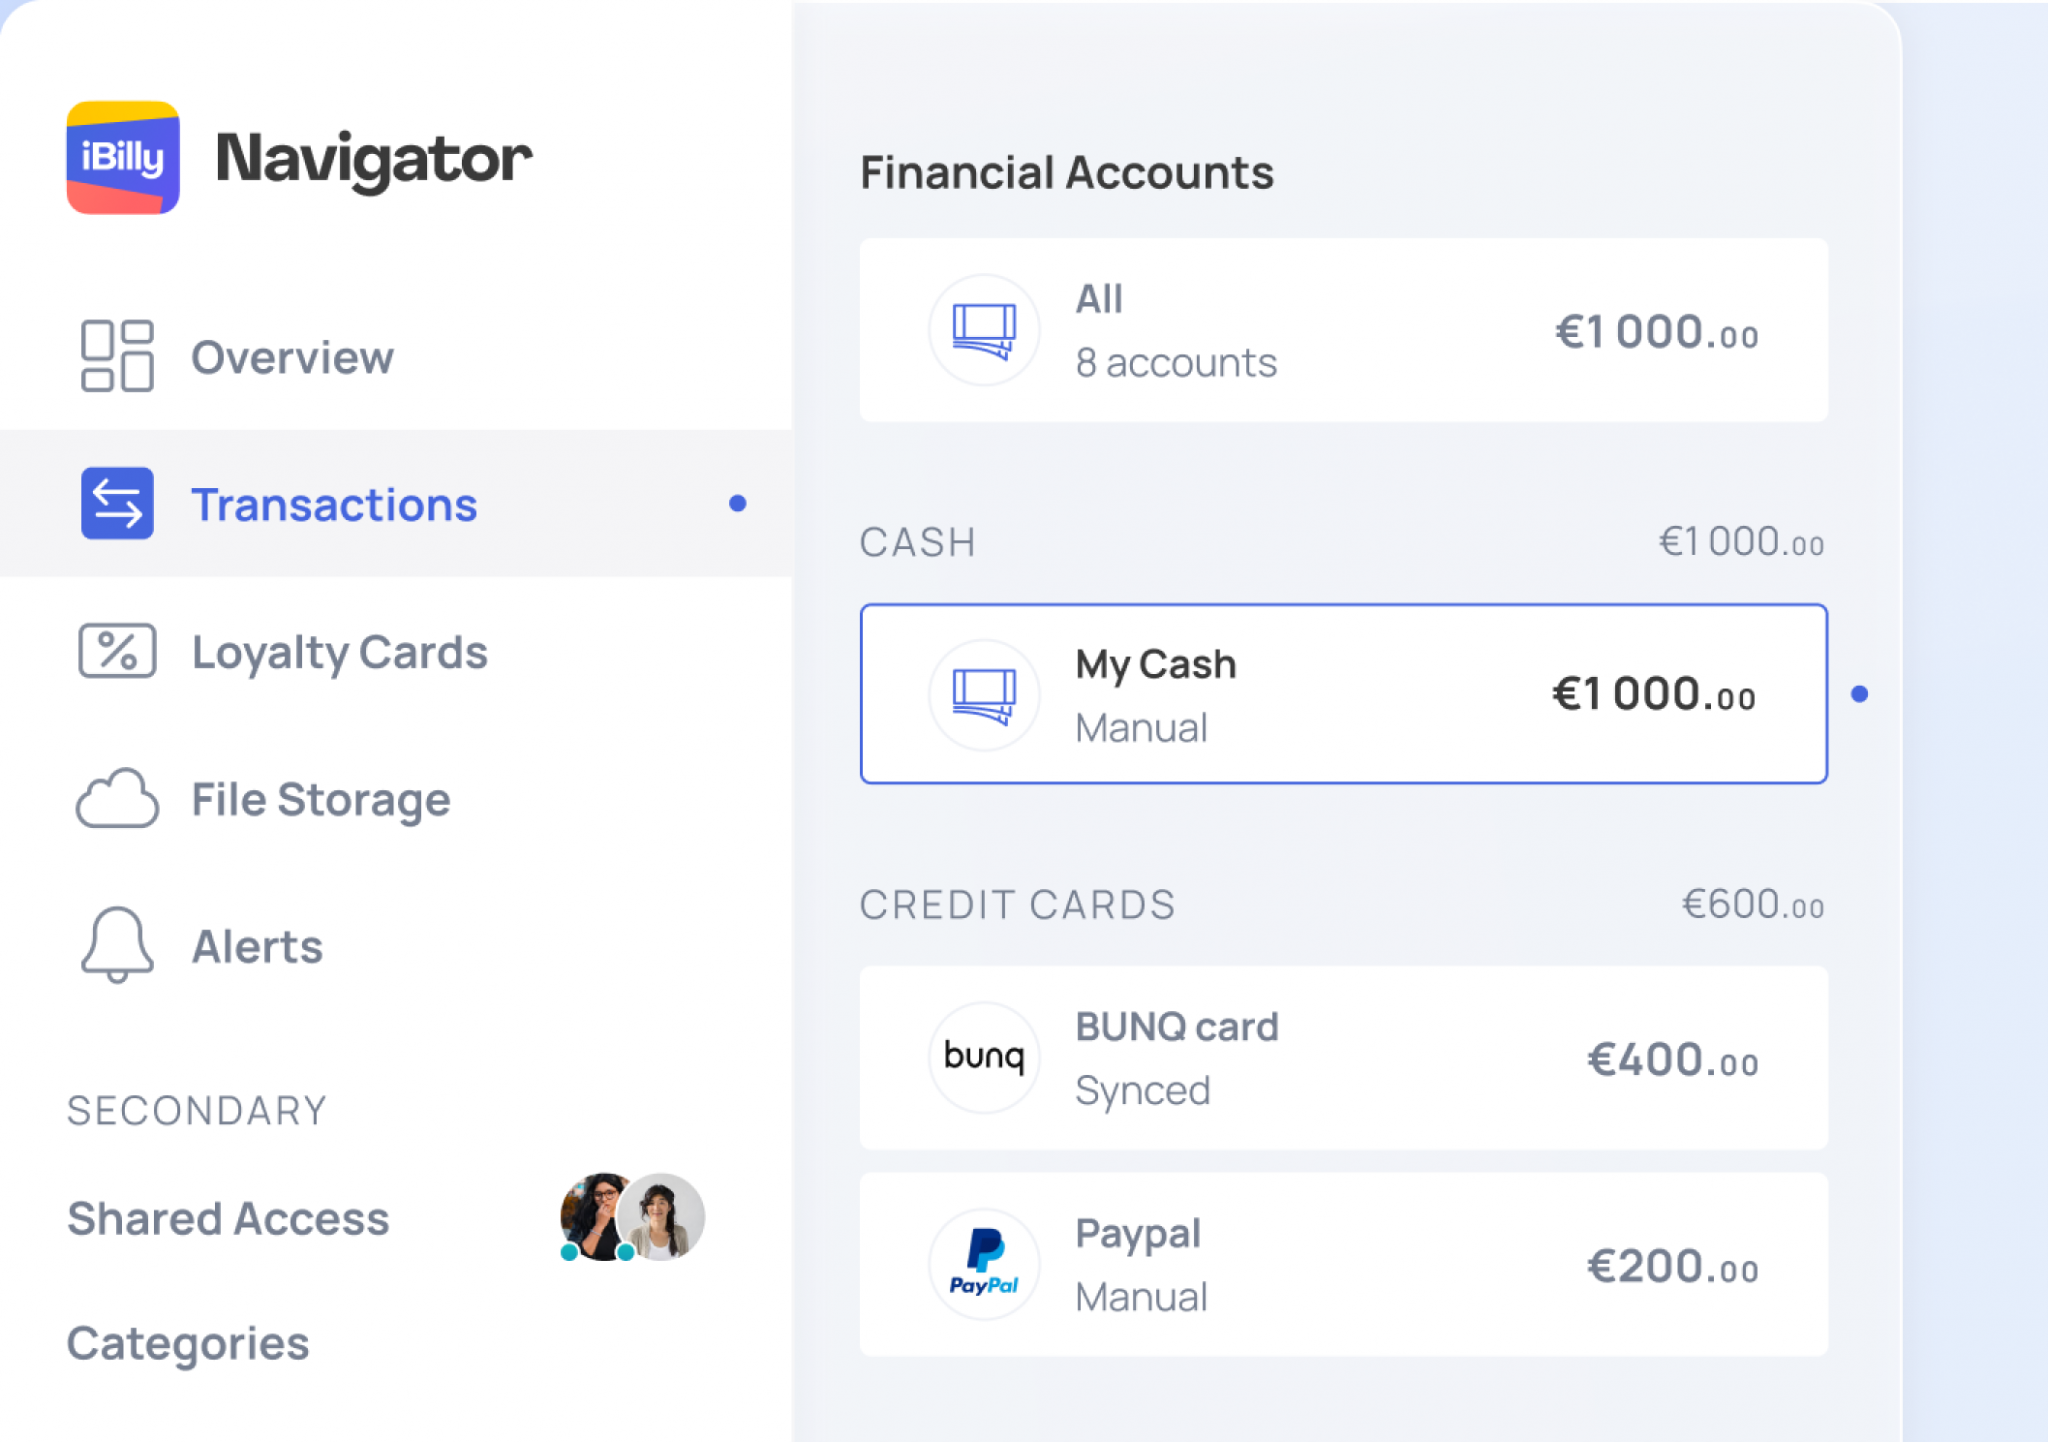 iBilly
Navigator
Overview
Transactions
Loyalty Cards
File Storage
Alerts
SECONDARY
Shared Access
Categories
Financial Accounts
All
8 accounts
€1 000.00
CASH
€1 000.00
My Cash
Manual
€1 000.00
CREDIT CARDS
€600.00
bunq
BUNQ card
Synced
€400.00
PayPal
Paypal
Manual
€200.00